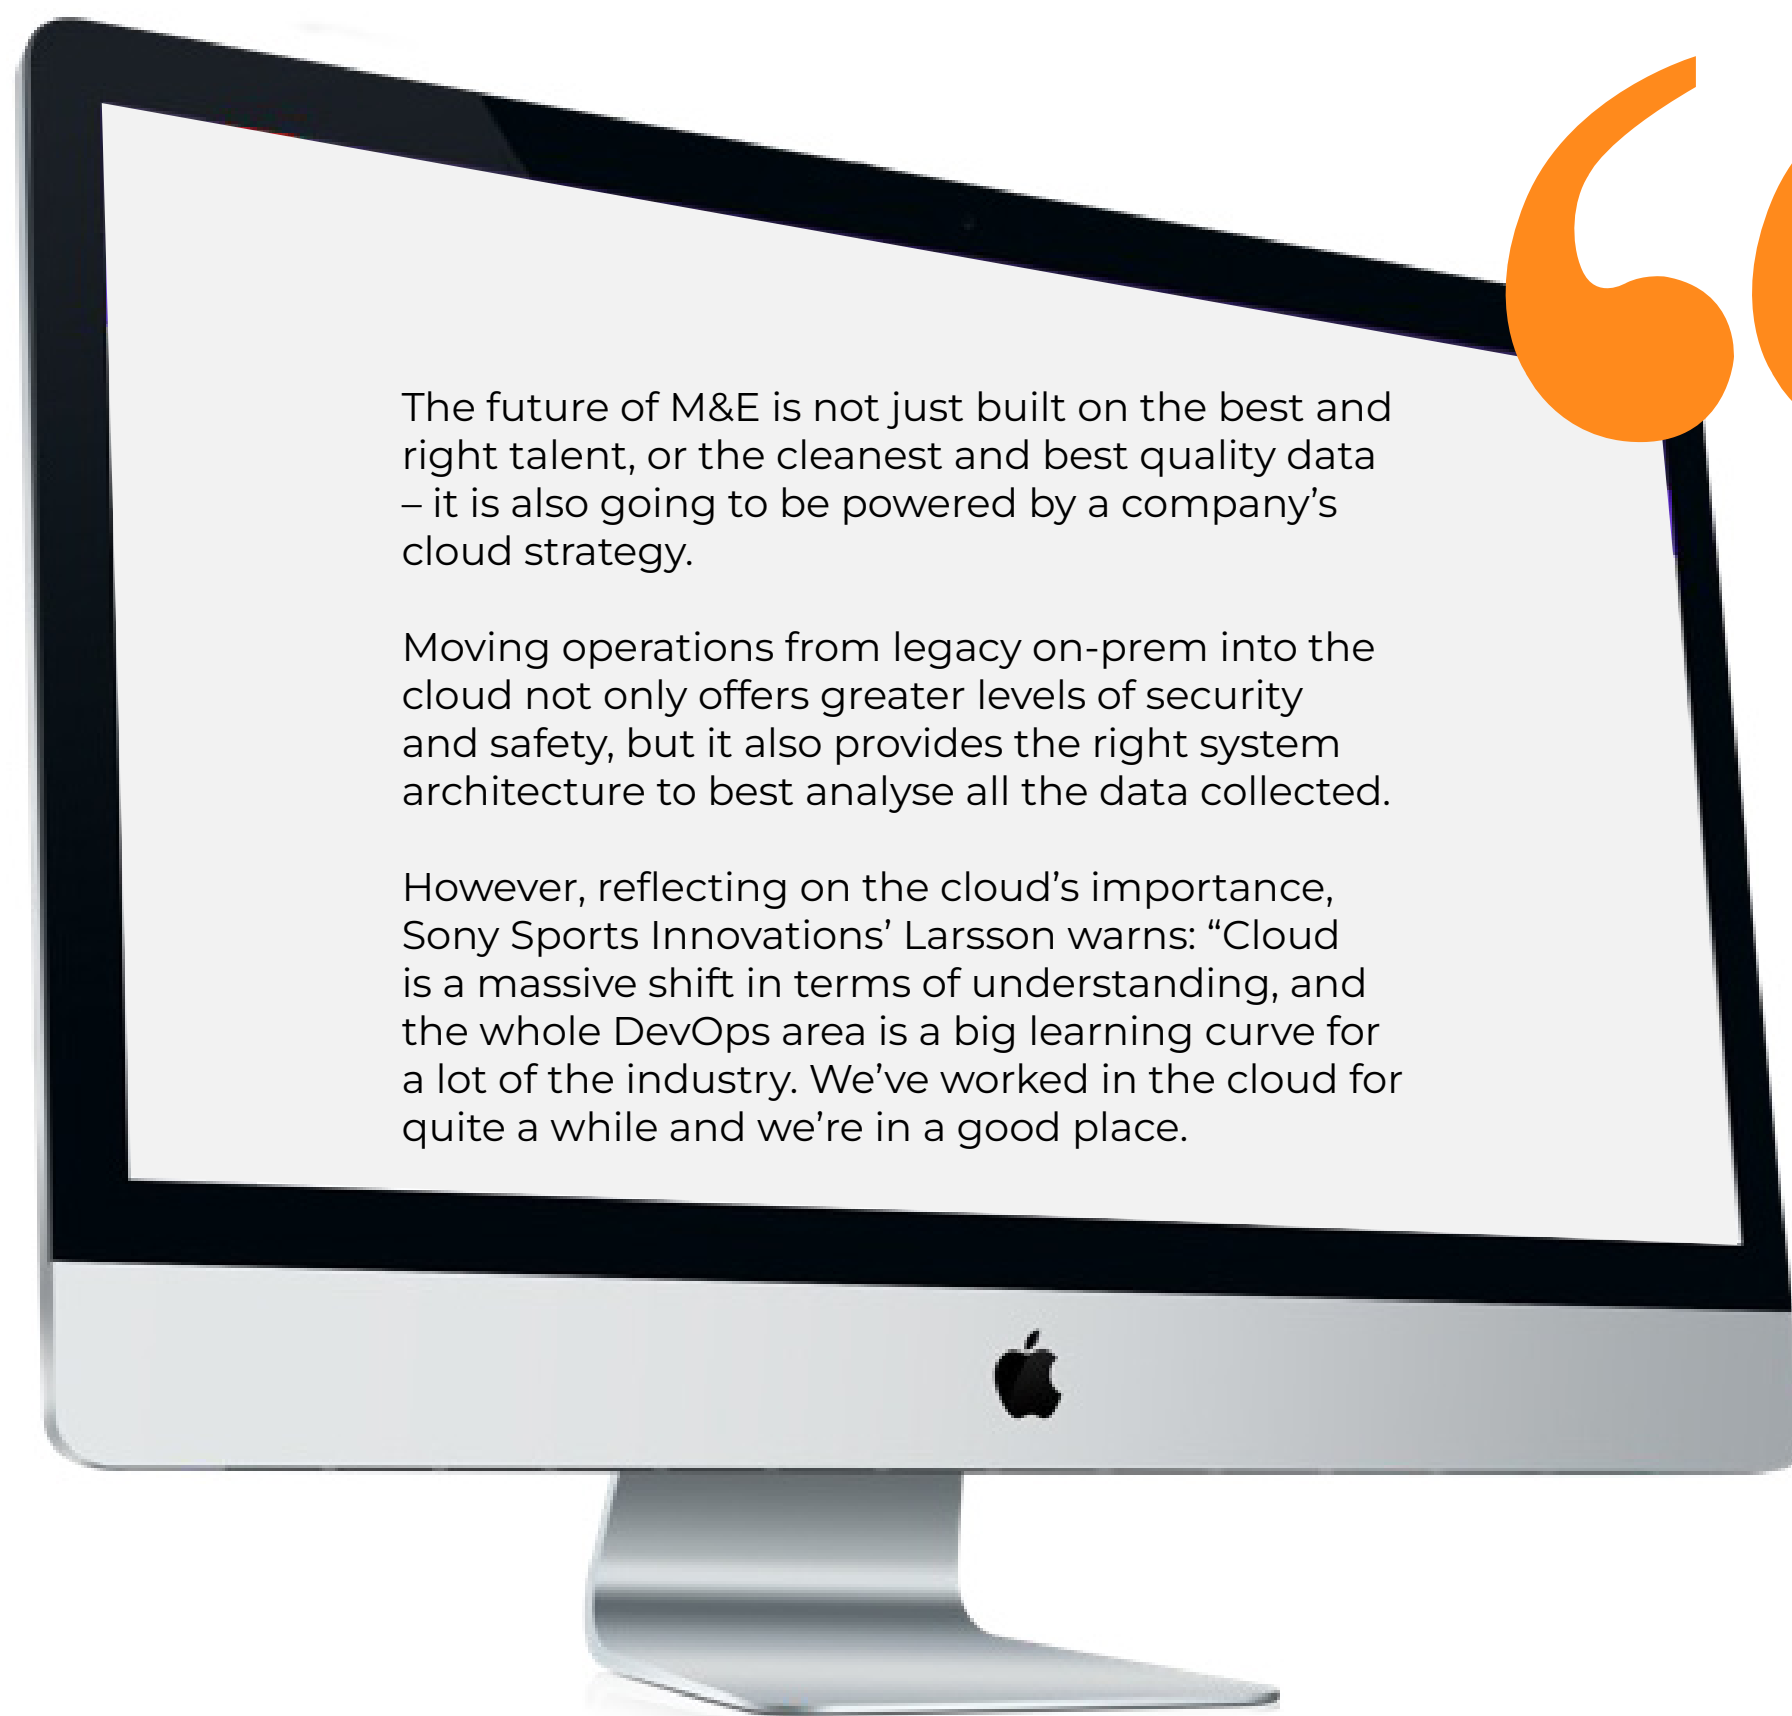 The future of M&E is not just built on the best and
right talent, or the cleanest and best quality data
– it is also going to be powered by a company’s
cloud strategy.
Moving operations from legacy on-prem into the
cloud not only offers greater levels of security
and safety, but it also provides the right system
architecture to best analyse all the data collected.
However, reflecting on the cloud’s importance,
Sony Sports Innovations’ Larsson warns: “Cloud
is a massive shift in terms of understanding, and
the whole DevOps area is a big learning curve for
a lot of the industry. We’ve worked in the cloud for
quite a while and we’re in a good place.